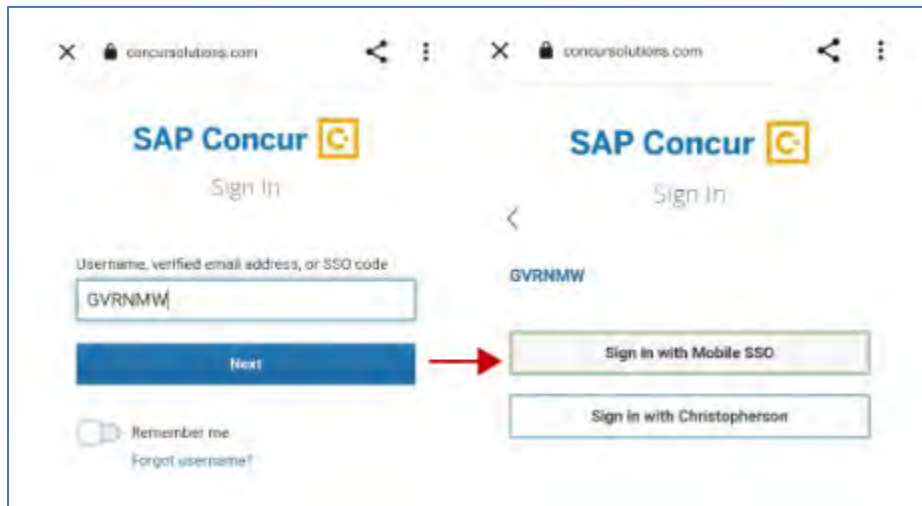 concursolutions.com
SAP Concur C.
Sign In
Username, verified email address, or SSO code
GVRNMW
Next
Remember me
Forgot username?
concursolutions.com
SAP Concur C.
Sign In
GVRNMW
Sign in with Mobile SSO
Sign in with Christopherson